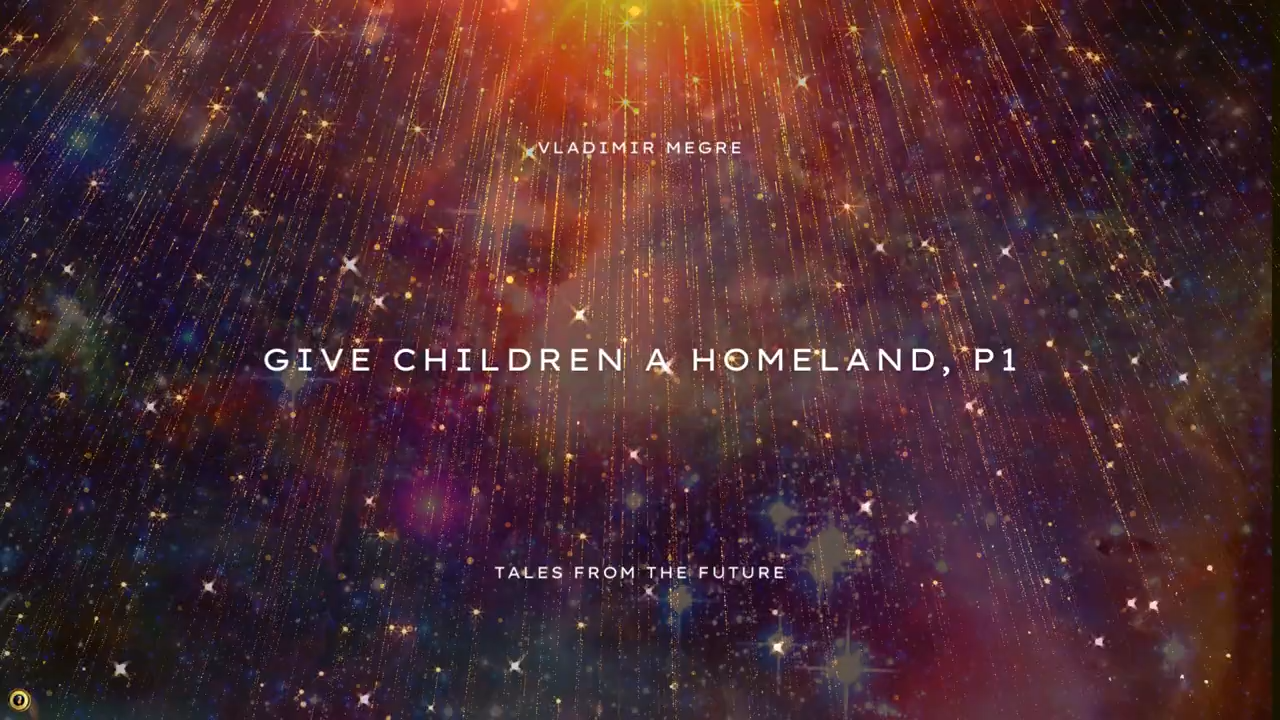 VLADIMIR MEGRE
GIVE CHILDREN A HOMELAND, P1
TALES FROM THE FUTURE